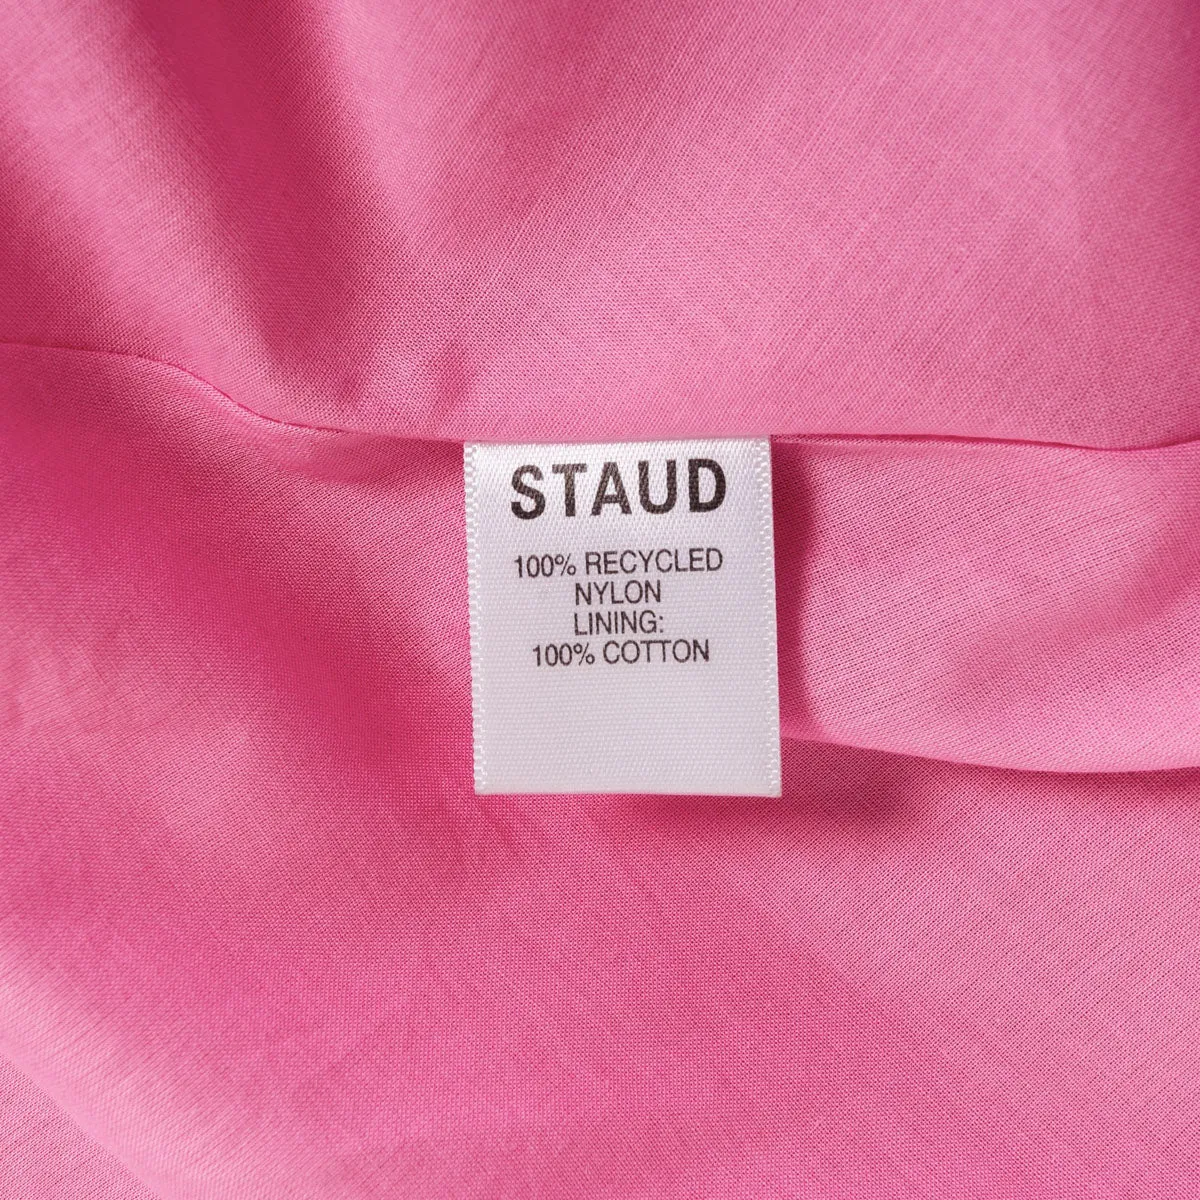 STAUD
100% RECYCLED
NYLON
LINING:
100% COTTON